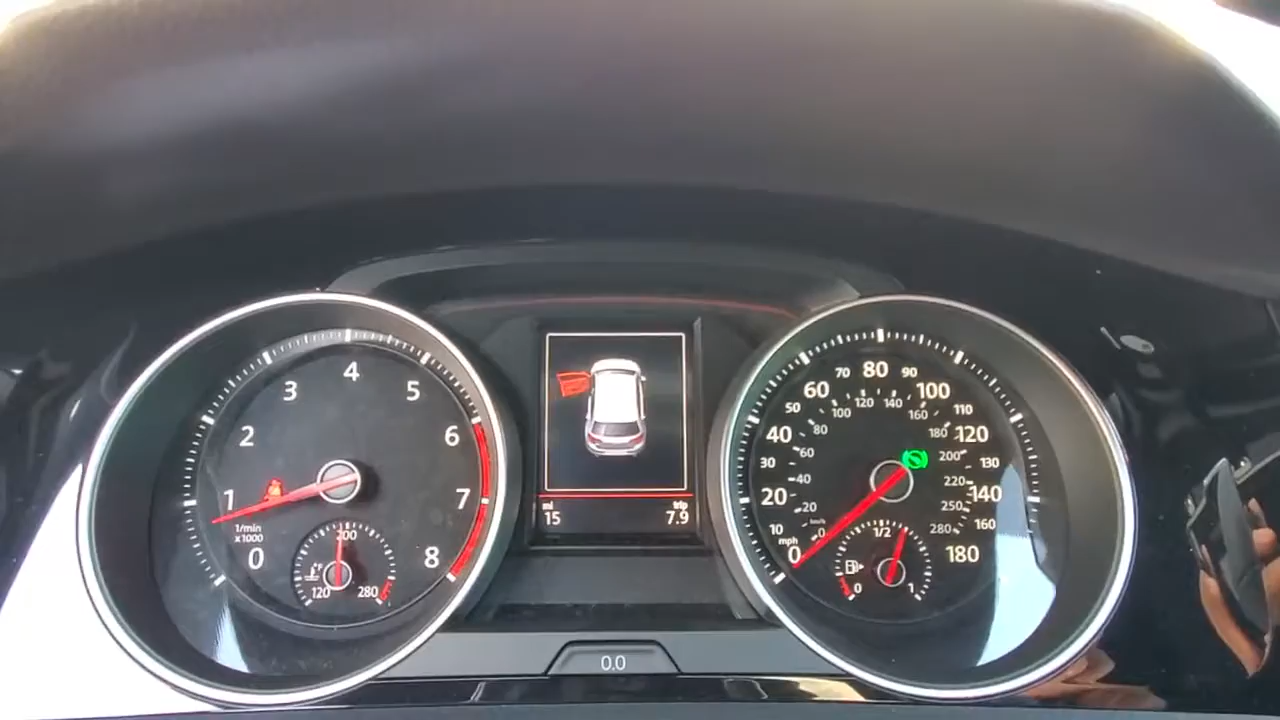 0 1 2 3 4 5 6 7 8
1/min
x1000
°F
120 200 280
mi trip
15 7.9
0.0
0 10 20 30 40 50 60 70 80 90 100 110 120 130 140 160 180
mph
km/h
0 20 40 60 80 100 120 140 160 180 200 220 250 280
0 1/2 1